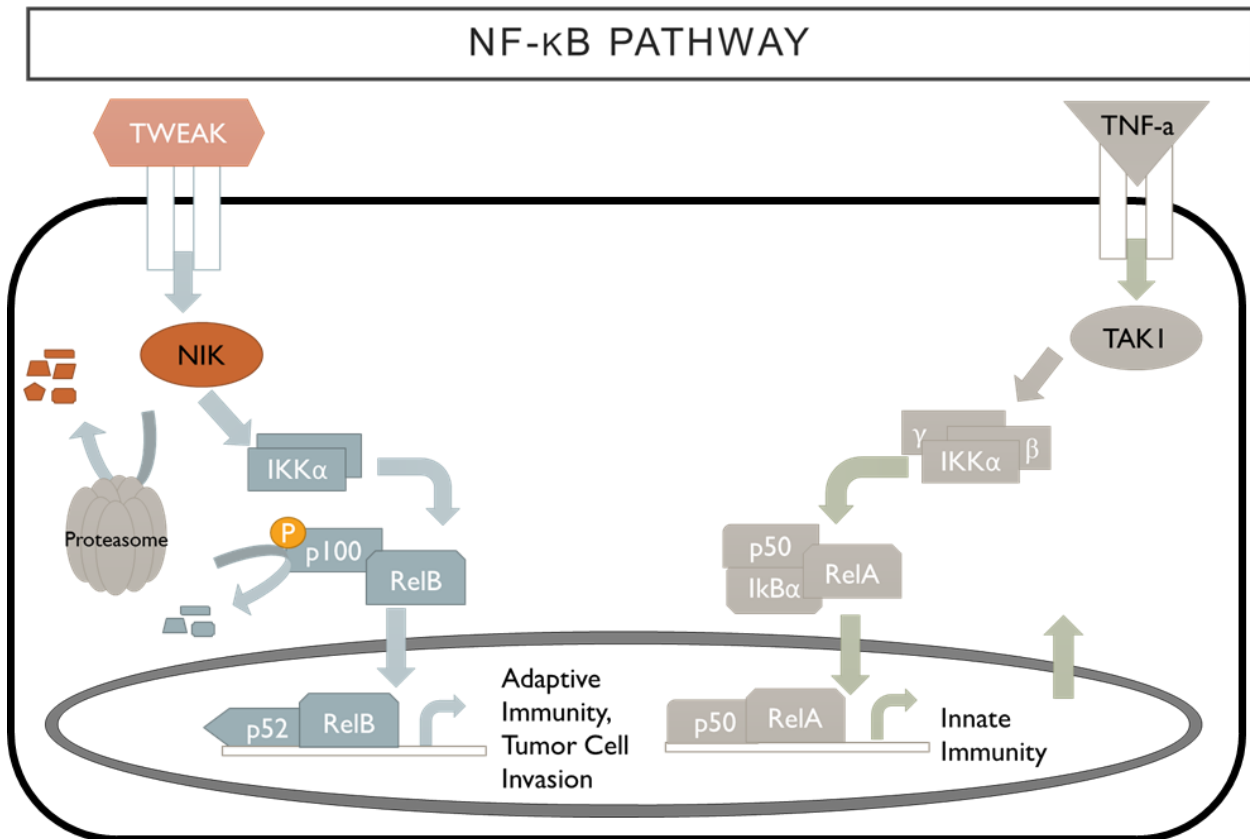 NF-κB PATHWAY
TWEAK
TNF-a
NIK
TAK1
IKKα
γ
β
IKKα
Proteasome
P
p100
RelB
p50
IkBα
RelA
p52
RelB
Adaptive
Immunity,
Tumor Cell
Invasion
p50
RelA
Innate
Immunity